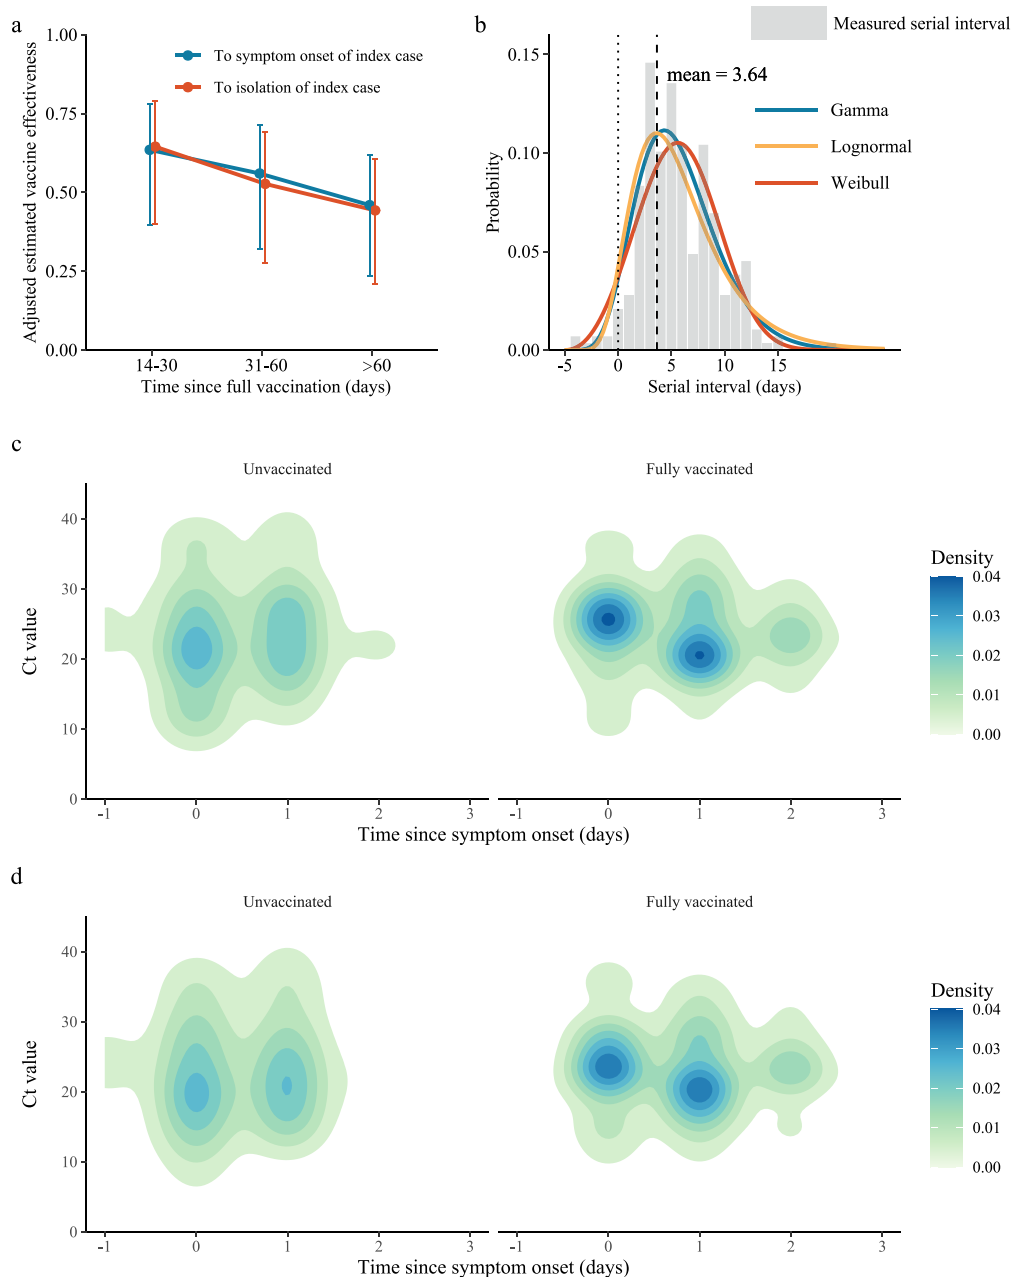 a
Adjusted estimated vaccine effectiveness
1.00
0.75
0.50
0.25
0.00
To symptom onset of index case
To isolation of index case
14-30
31-60
>60
Time since full vaccination (days)
b
Measured serial interval
mean = 3.64
Gamma
Lognormal
Weibull
Probability
0.15
0.10
0.05
0.00
-5
0
5
10
15
Serial interval (days)
c
Unvaccinated
Fully vaccinated
Ct value
40
30
20
10
0
-1
0
1
2
3
-1
0
1
2
3
Time since symptom onset (days)
Density
0.04
0.03
0.02
0.01
0.00
d
Unvaccinated
Fully vaccinated
Ct value
40
30
20
10
0
-1
0
1
2
3
-1
0
1
2
3
Time since symptom onset (days)
Density
0.04
0.03
0.02
0.01
0.00